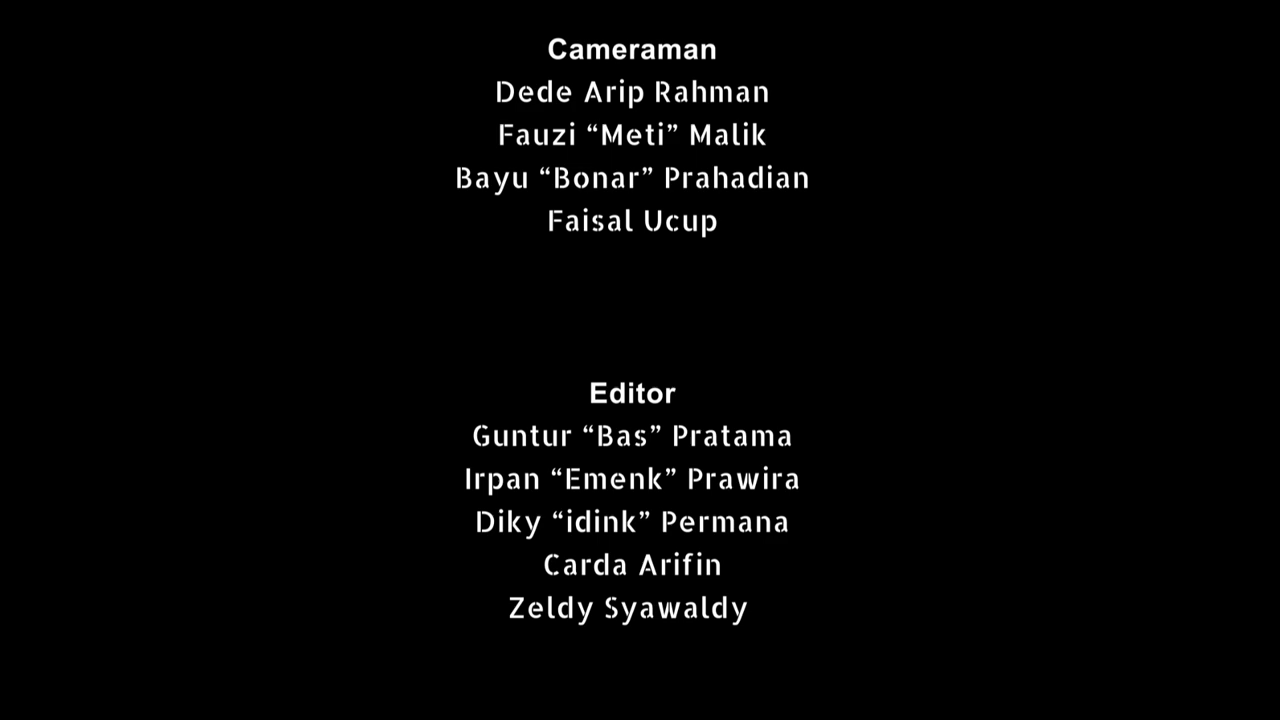 Cameraman
Dede Arip Rahman
Fauzi “Meti” Malik
Bayu “Bonar” Prahadian
Faisal Ucup
Editor
Guntur “Bas” Pratama
Irpan “Emenk” Prawira
Diky “idink” Permana
Carda Arifin
Zeldy Syawaldy